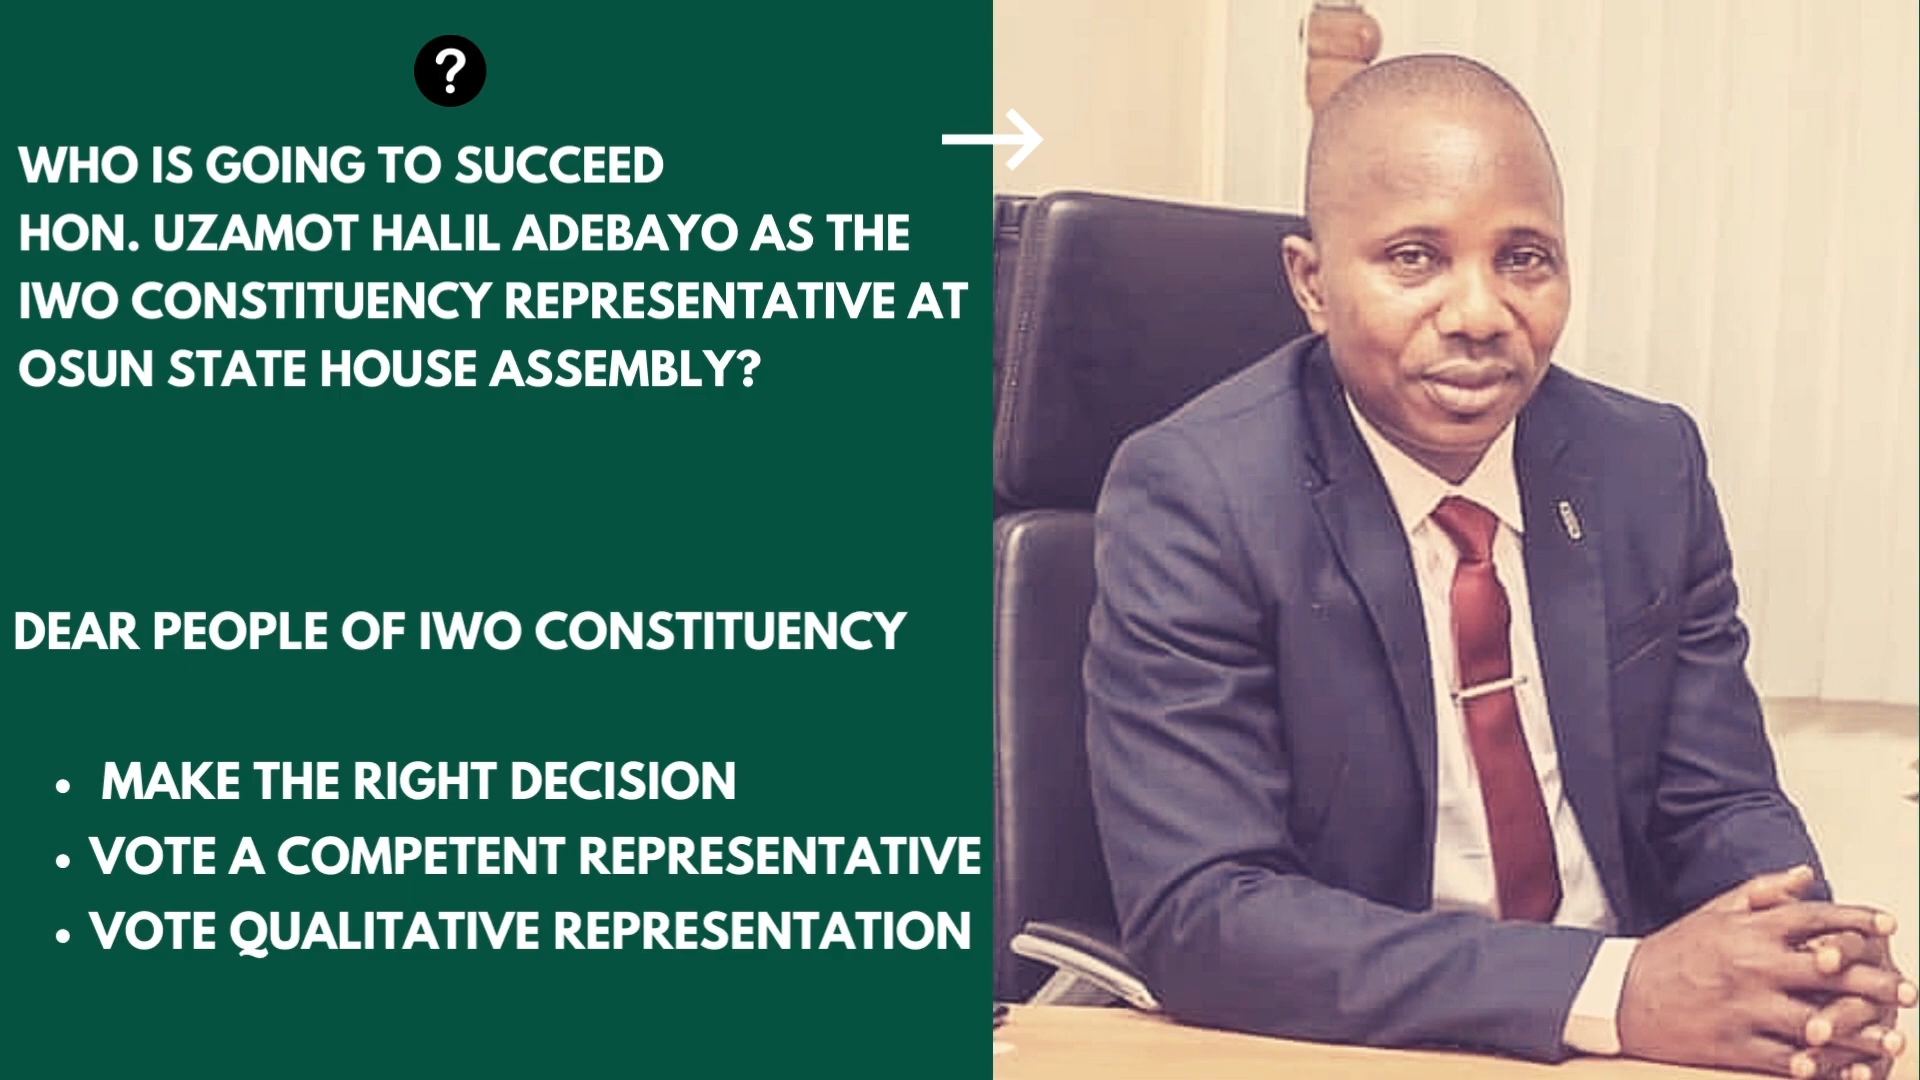 ?
WHO IS GOING TO SUCCEED
HON. UZAMOT HALIL ADEBAYO AS THE
IWO CONSTITUENCY REPRESENTATIVE AT
OSUN STATE HOUSE ASSEMBLY?
DEAR PEOPLE OF IWO CONSTITUENCY
• MAKE THE RIGHT DECISION
• VOTE A COMPETENT REPRESENTATIVE
• VOTE QUALITATIVE REPRESENTATION